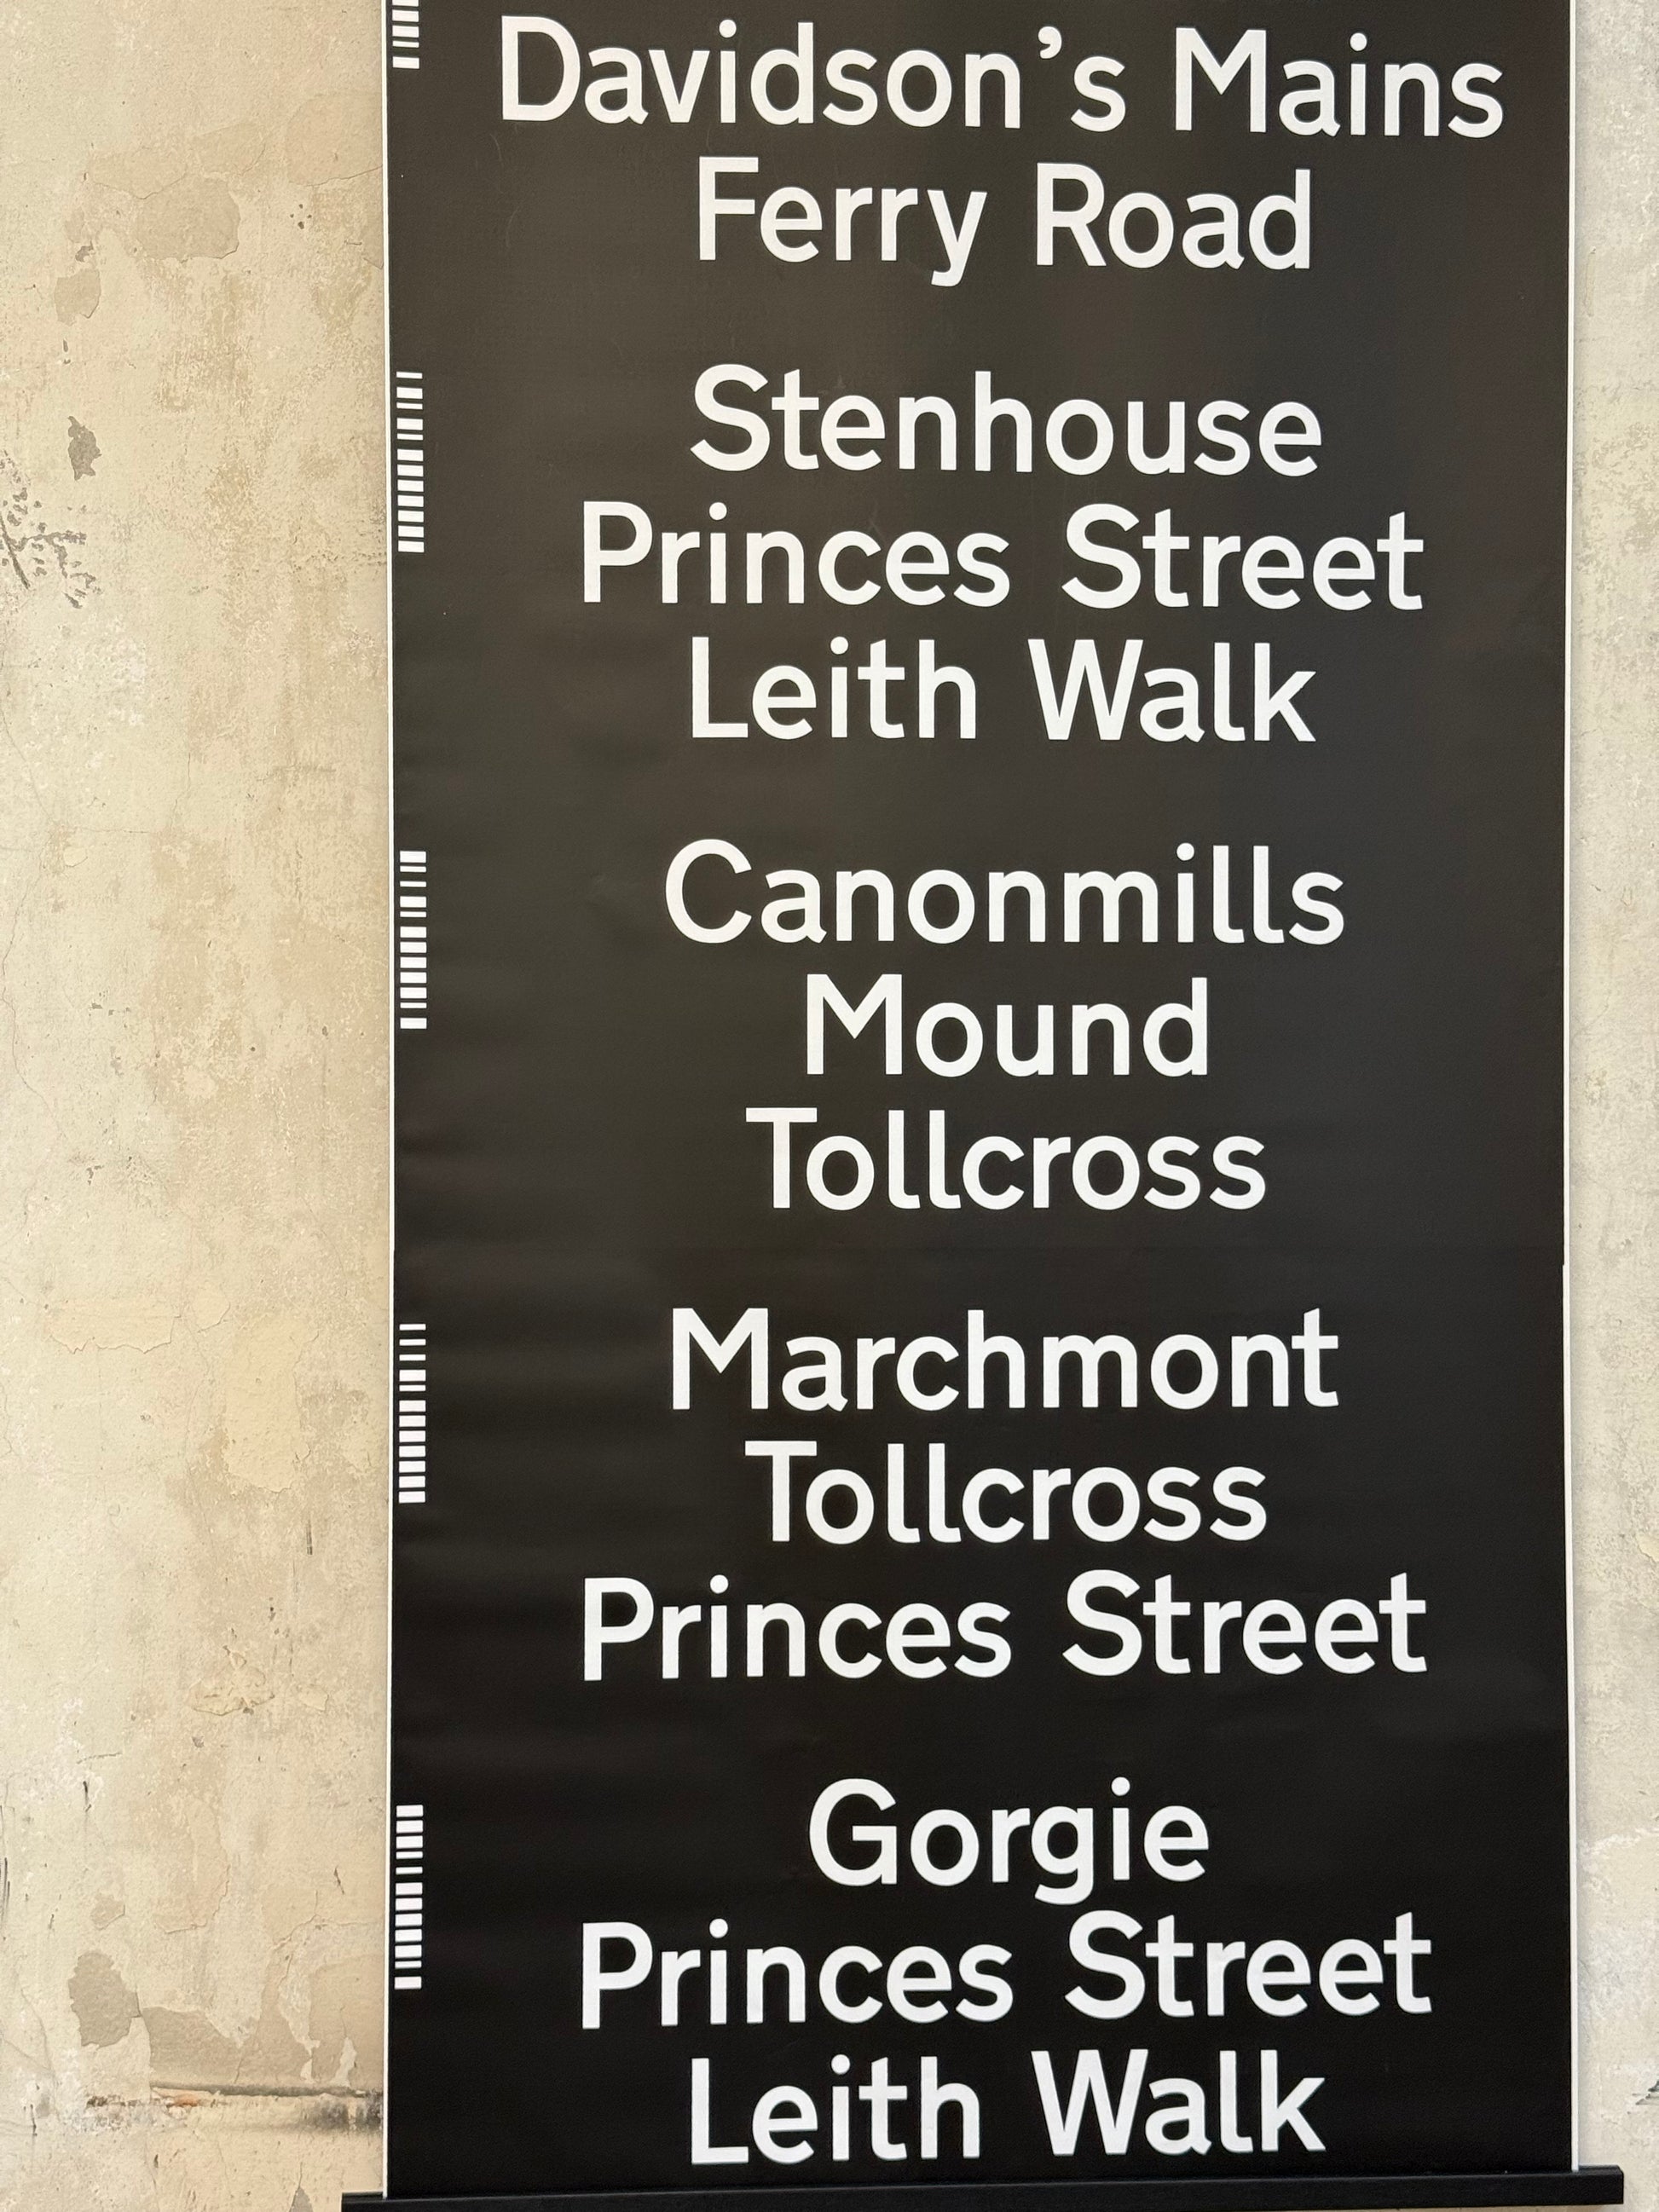 Davidson's Mains
Ferry Road
Stenhouse
Princes Street
Leith Walk
Canonmills
Mound
Tollcross
Marchmont
Tollcross
Princes Street
Gorgie
Princes Street
Leith Walk